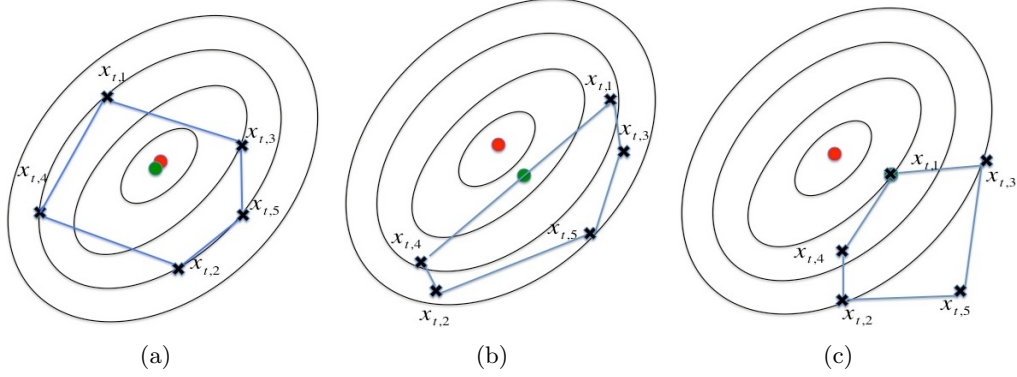 x_{t,1}
x_{t,3}
x_{t,4}
x_{t,5}
x_{t,2}
(a)
x_{t,1}
x_{t,3}
x_{t,5}
x_{t,4}
x_{t,2}
(b)
x_{t,1}
x_{t,3}
x_{t,4}
x_{t,5}
x_{t,2}
(c)